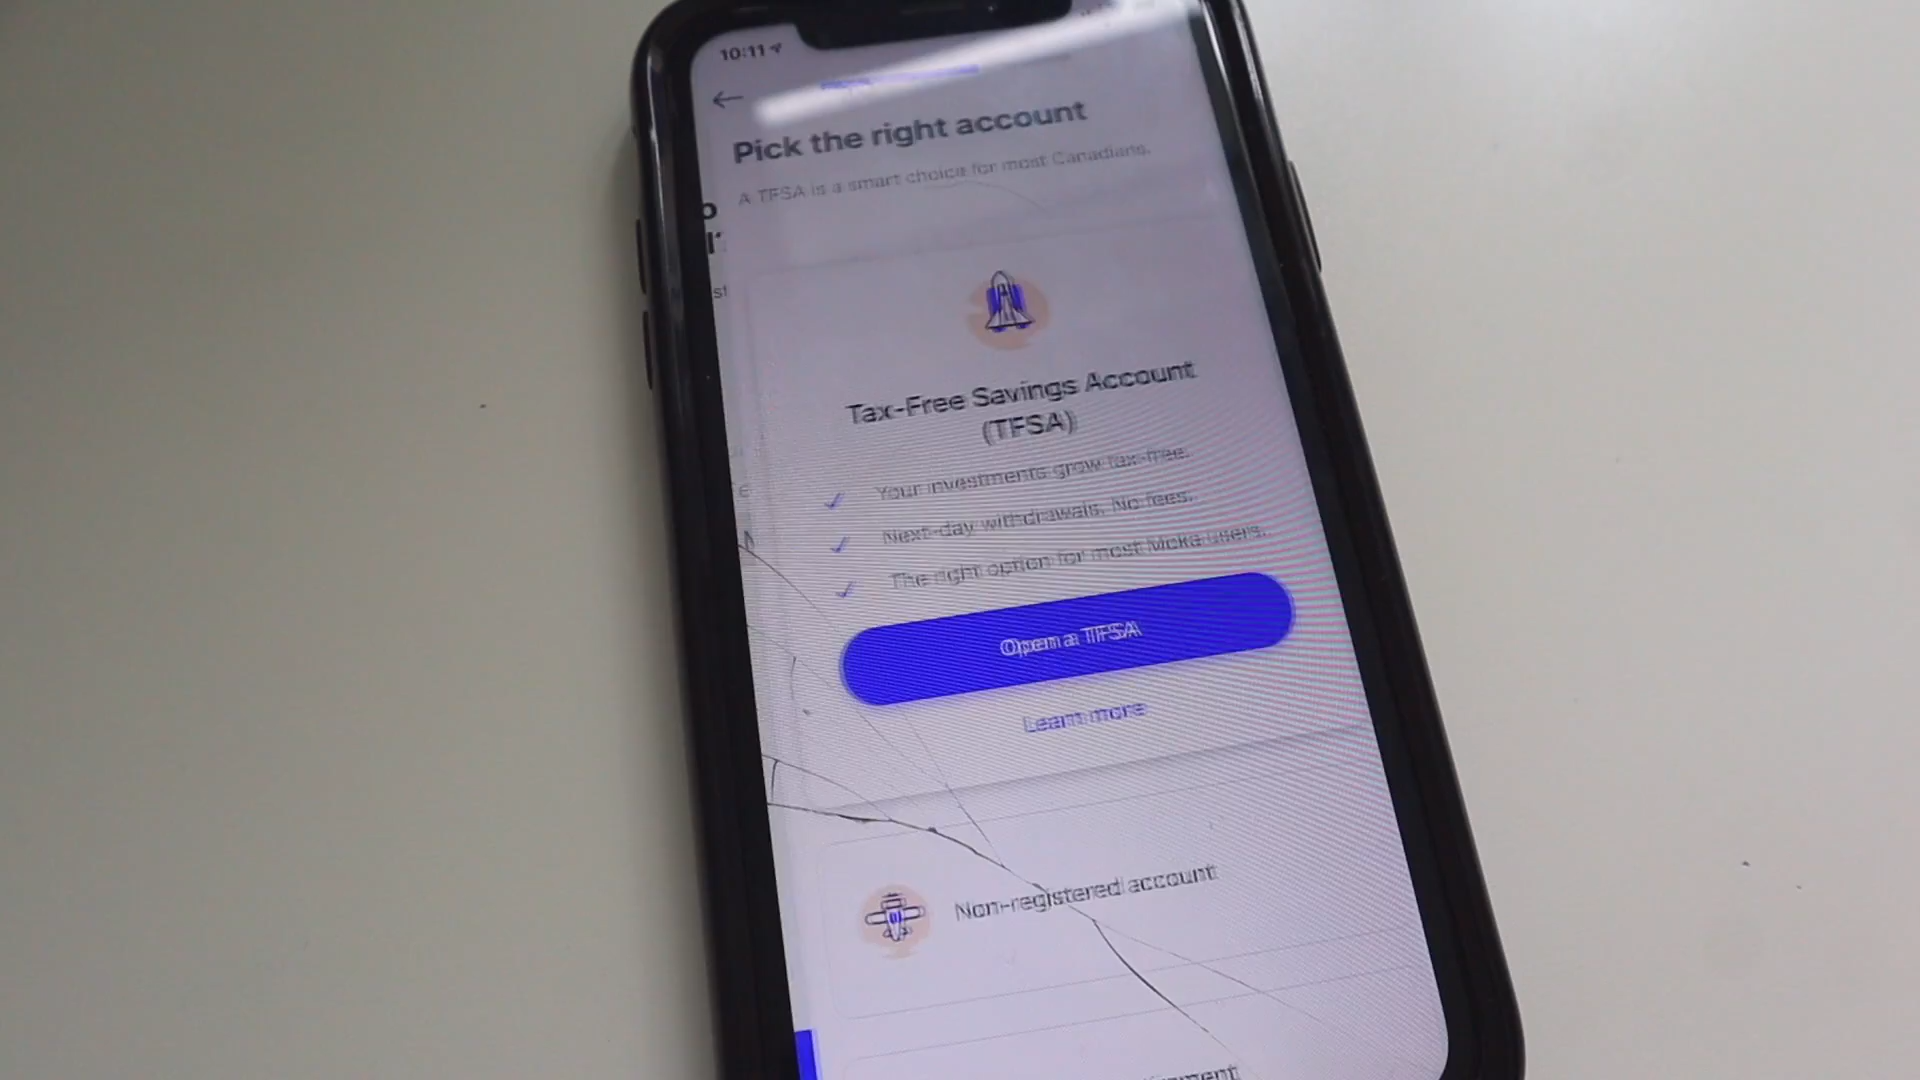 10:11
Pick the right account
A TFSA is a smart choice for most Canadians.
Tax-Free Savings Account
(TFSA)
Your investments grow tax-free.
Next-day withdrawals. No fees.
The right option for most Moka users.
Open a TFSA
Learn more
Non-registered account